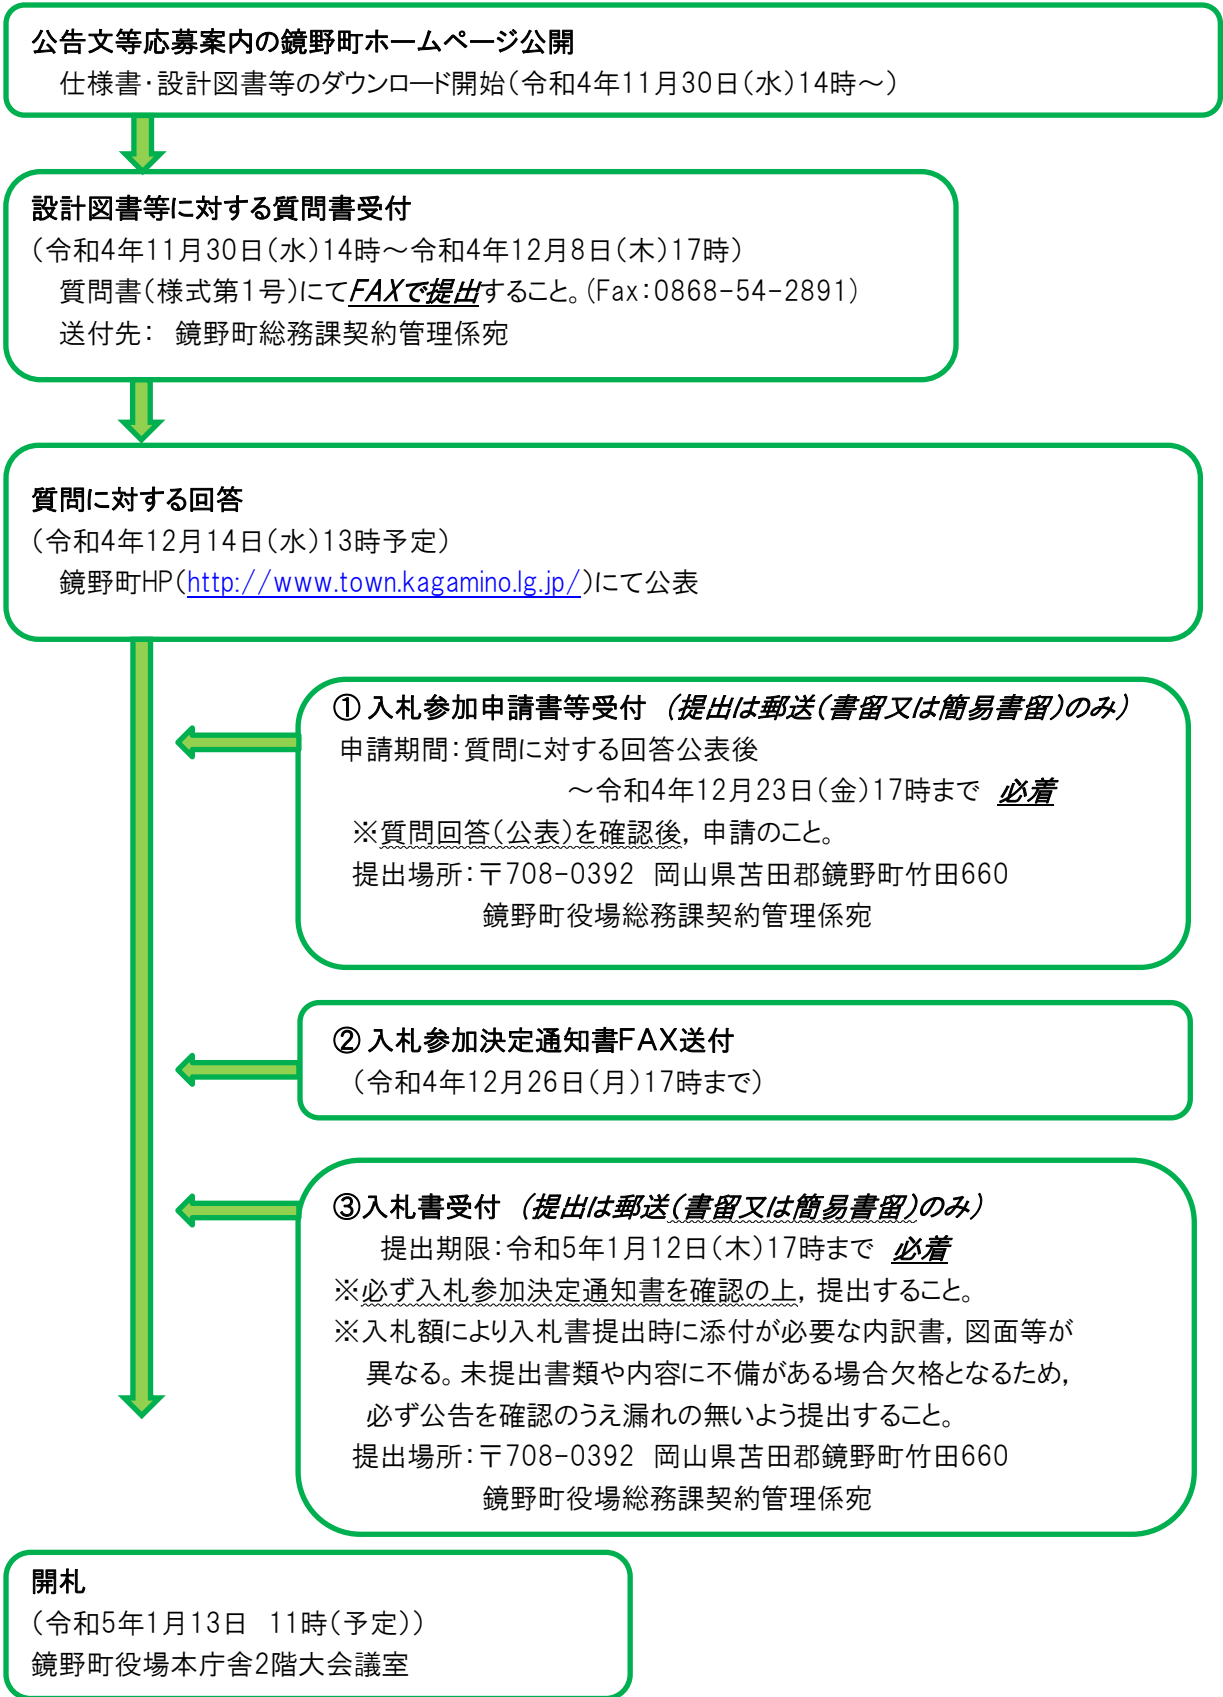 公告文等応募案内の鏡野町ホームページ公開
仕様書・設計図書等のダウンロード開始（令和4年11月30日（水）14時～）
設計図書等に対する質問書受付
（令和4年11月30日（水）14時～令和4年12月8日（木）17時）
質問書（様式第1号）にてFAXで提出すること。（Fax：0868-54-2891）
送付先：　鏡野町総務課契約管理係宛
質問に対する回答
（令和4年12月14日（水）13時予定）
鏡野町HP（http://www.town.kagamino.lg.jp/）にて公表
① 入札参加申請書等受付　（提出は郵送（書留又は簡易書留）のみ）
申請期間：質問に対する回答公表後
～令和4年12月23日（金）17時まで　必着
※質問回答（公表）を確認後，申請のこと。
提出場所：〒708-0392　岡山県苫田郡鏡野町竹田660
鏡野町役場総務課契約管理係宛
② 入札参加決定通知書FAX送付
（令和4年12月26日（月）17時まで）
③入札書受付　（提出は郵送（書留又は簡易書留）のみ）
提出期限：令和5年1月12日（木）17時まで　必着
※必ず入札参加決定通知書を確認の上，提出すること。
※入札額により入札書提出時に添付が必要な内訳書，図面等が
異なる。未提出書類や内容に不備がある場合欠格となるため，
必ず公告を確認のうえ漏れの無いよう提出すること。
提出場所：〒708-0392　岡山県苫田郡鏡野町竹田660
鏡野町役場総務課契約管理係宛
開札
（令和5年1月13日　11時（予定））
鏡野町役場本庁舎2階大会議室